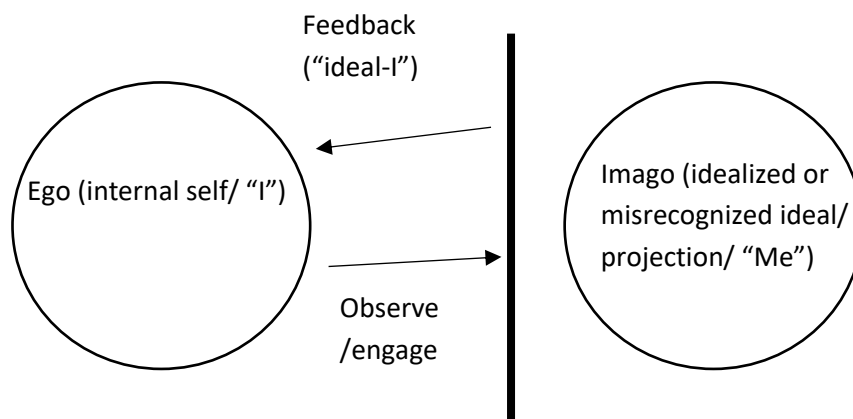 Feedback
(“ideal-I”)
Ego (internal self/ “I”)
Imago (idealized or
misrecognized ideal/
projection/ “Me”)
Observe
/engage